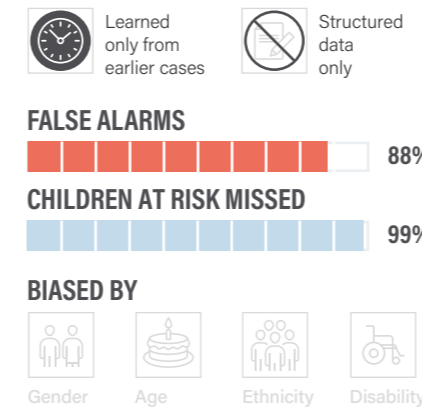 Learned
only from
earlier cases
Structured
data
only
FALSE ALARMS
88%
CHILDREN AT RISK MISSED
99%
BIASED BY
Gender
Age
Ethnicity
Disability